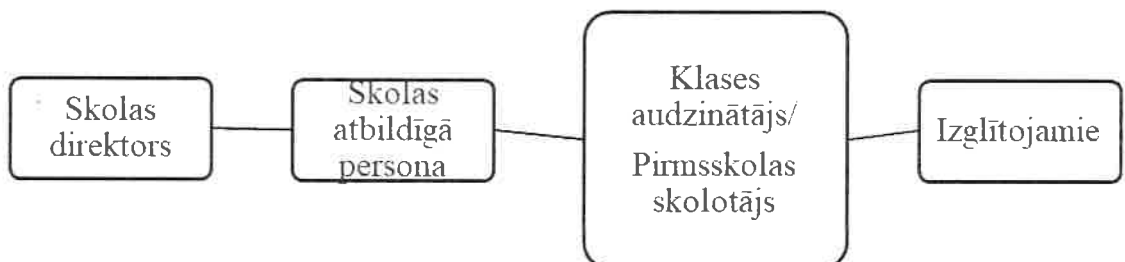 Skolas
direktors
Skolas
atbildīgā
persona
Klases
audzinātājs/
Pirmsskolas
skolotājs
Izglītojamie